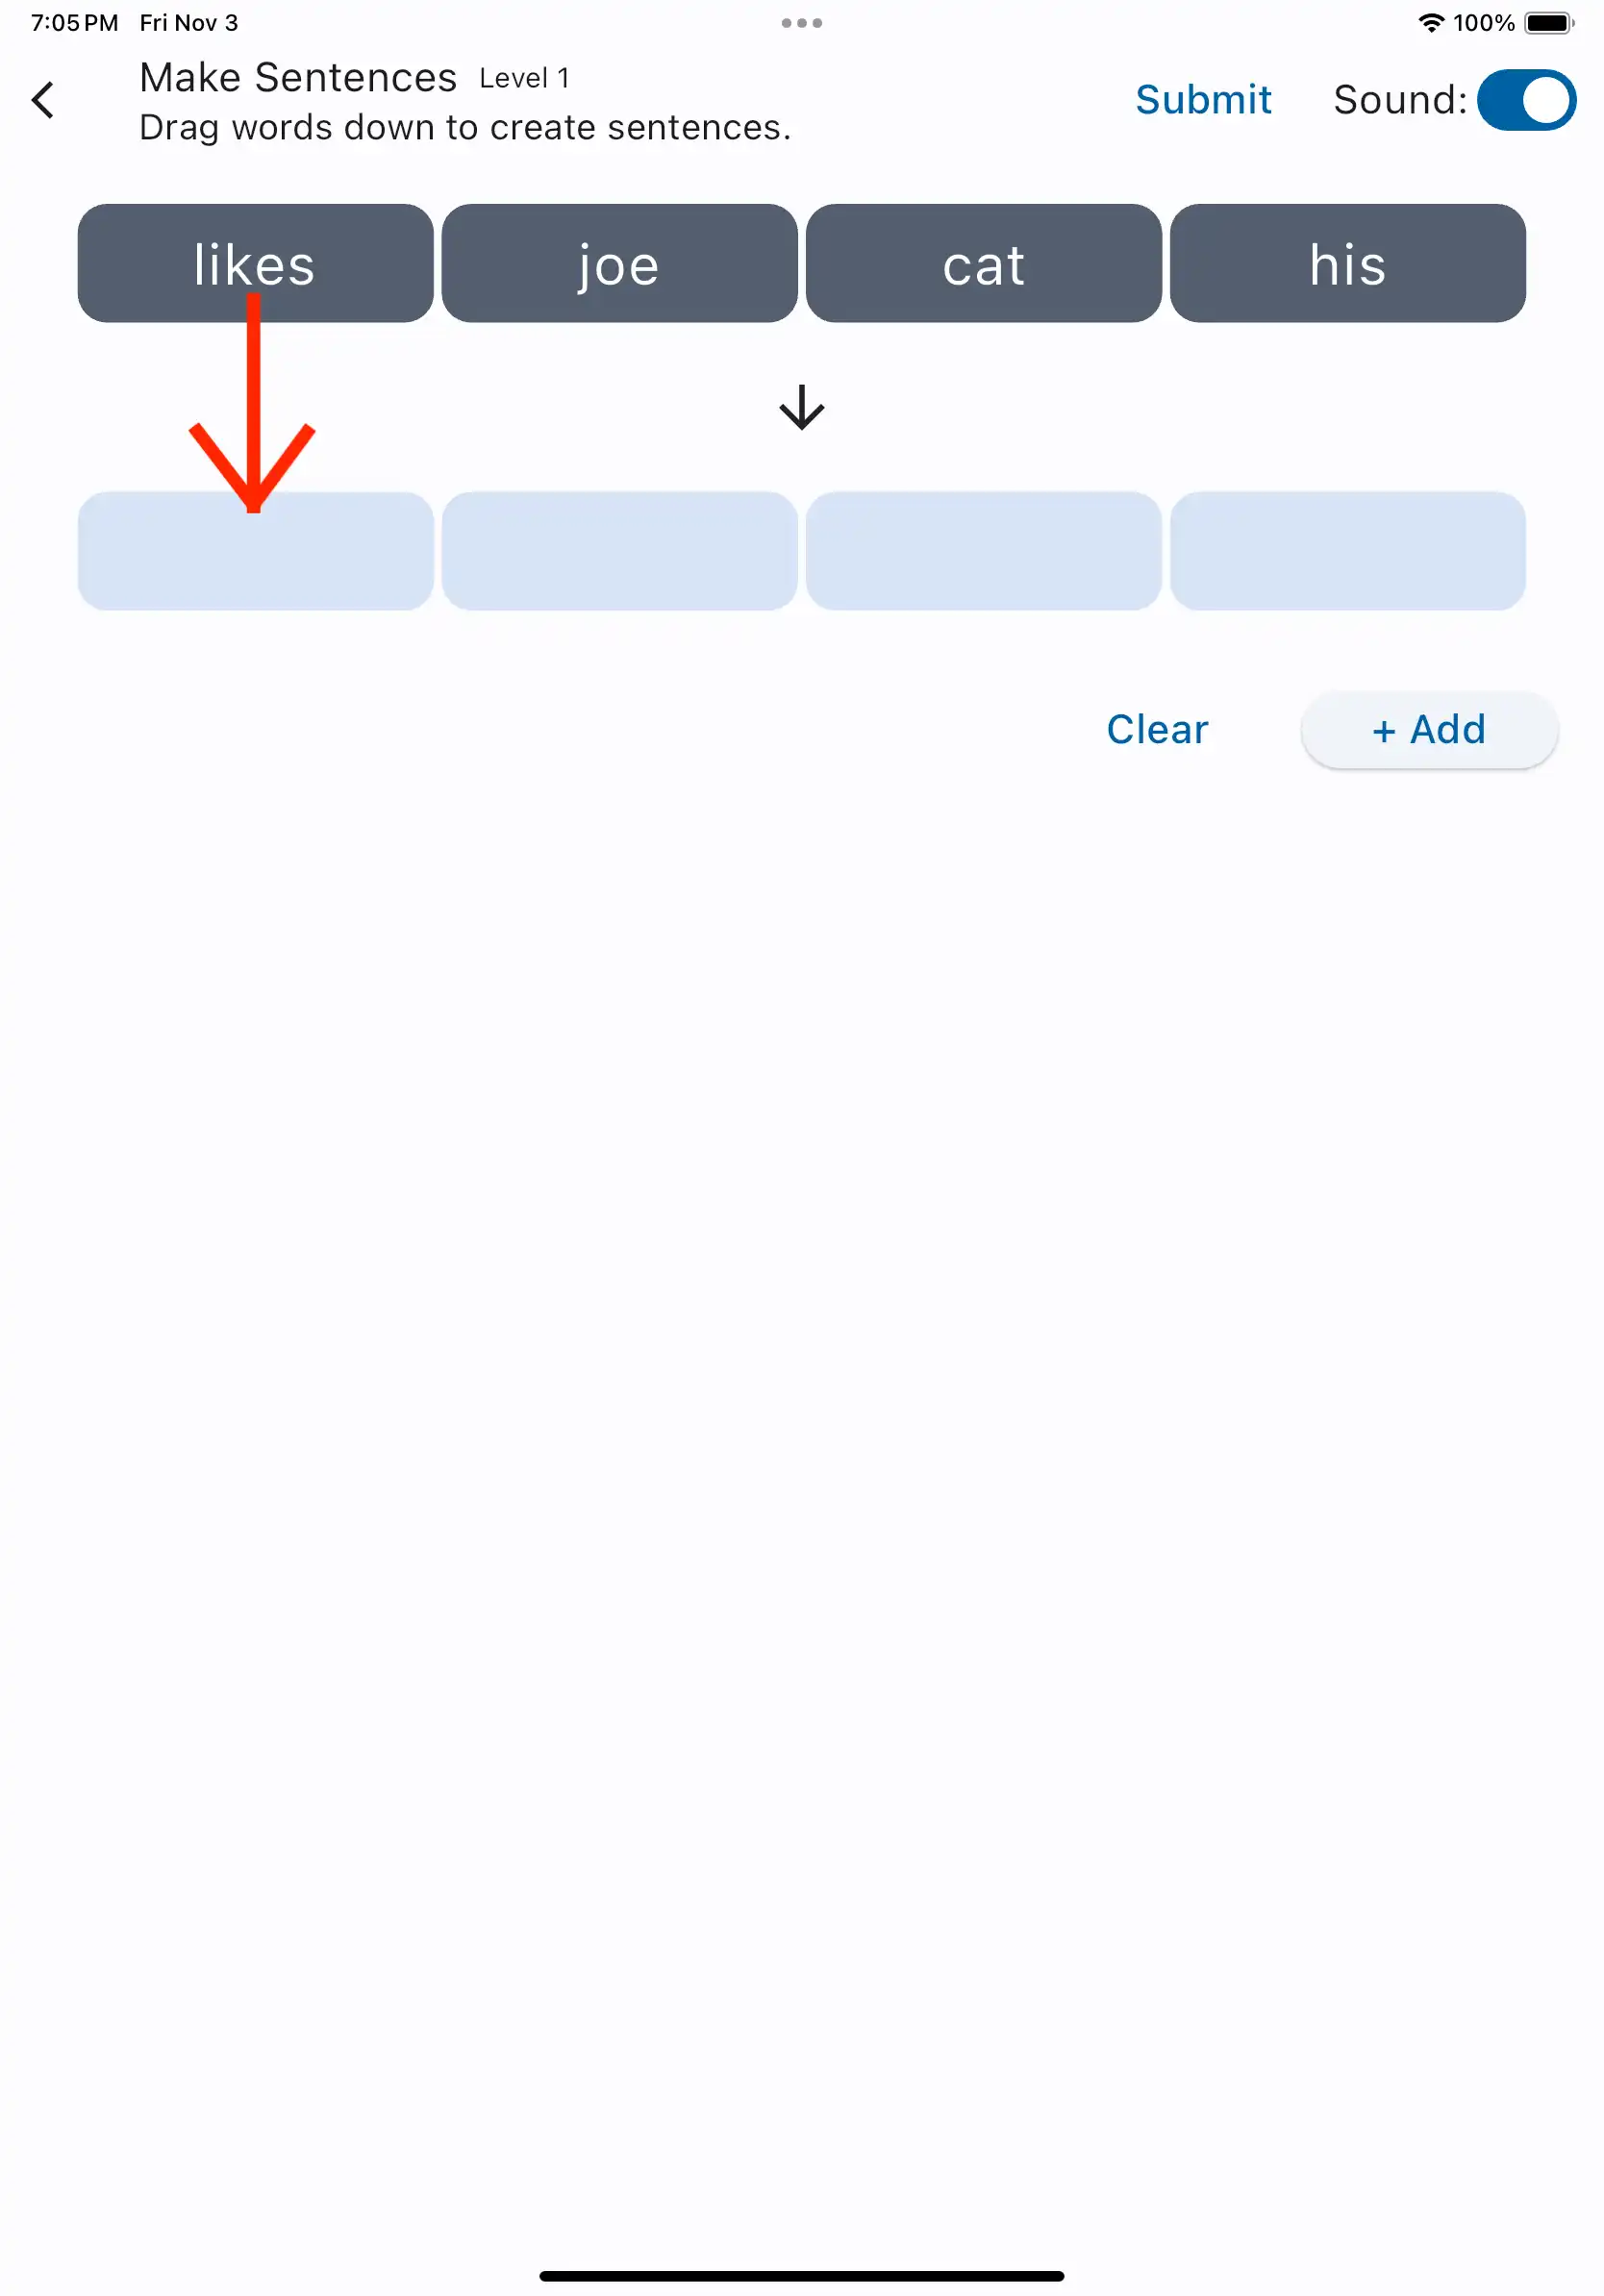 7:05 PM Fri Nov 3 100%
Make Sentences Level 1
Drag words down to create sentences.
Submit Sound:
likes joe cat his
Clear + Add